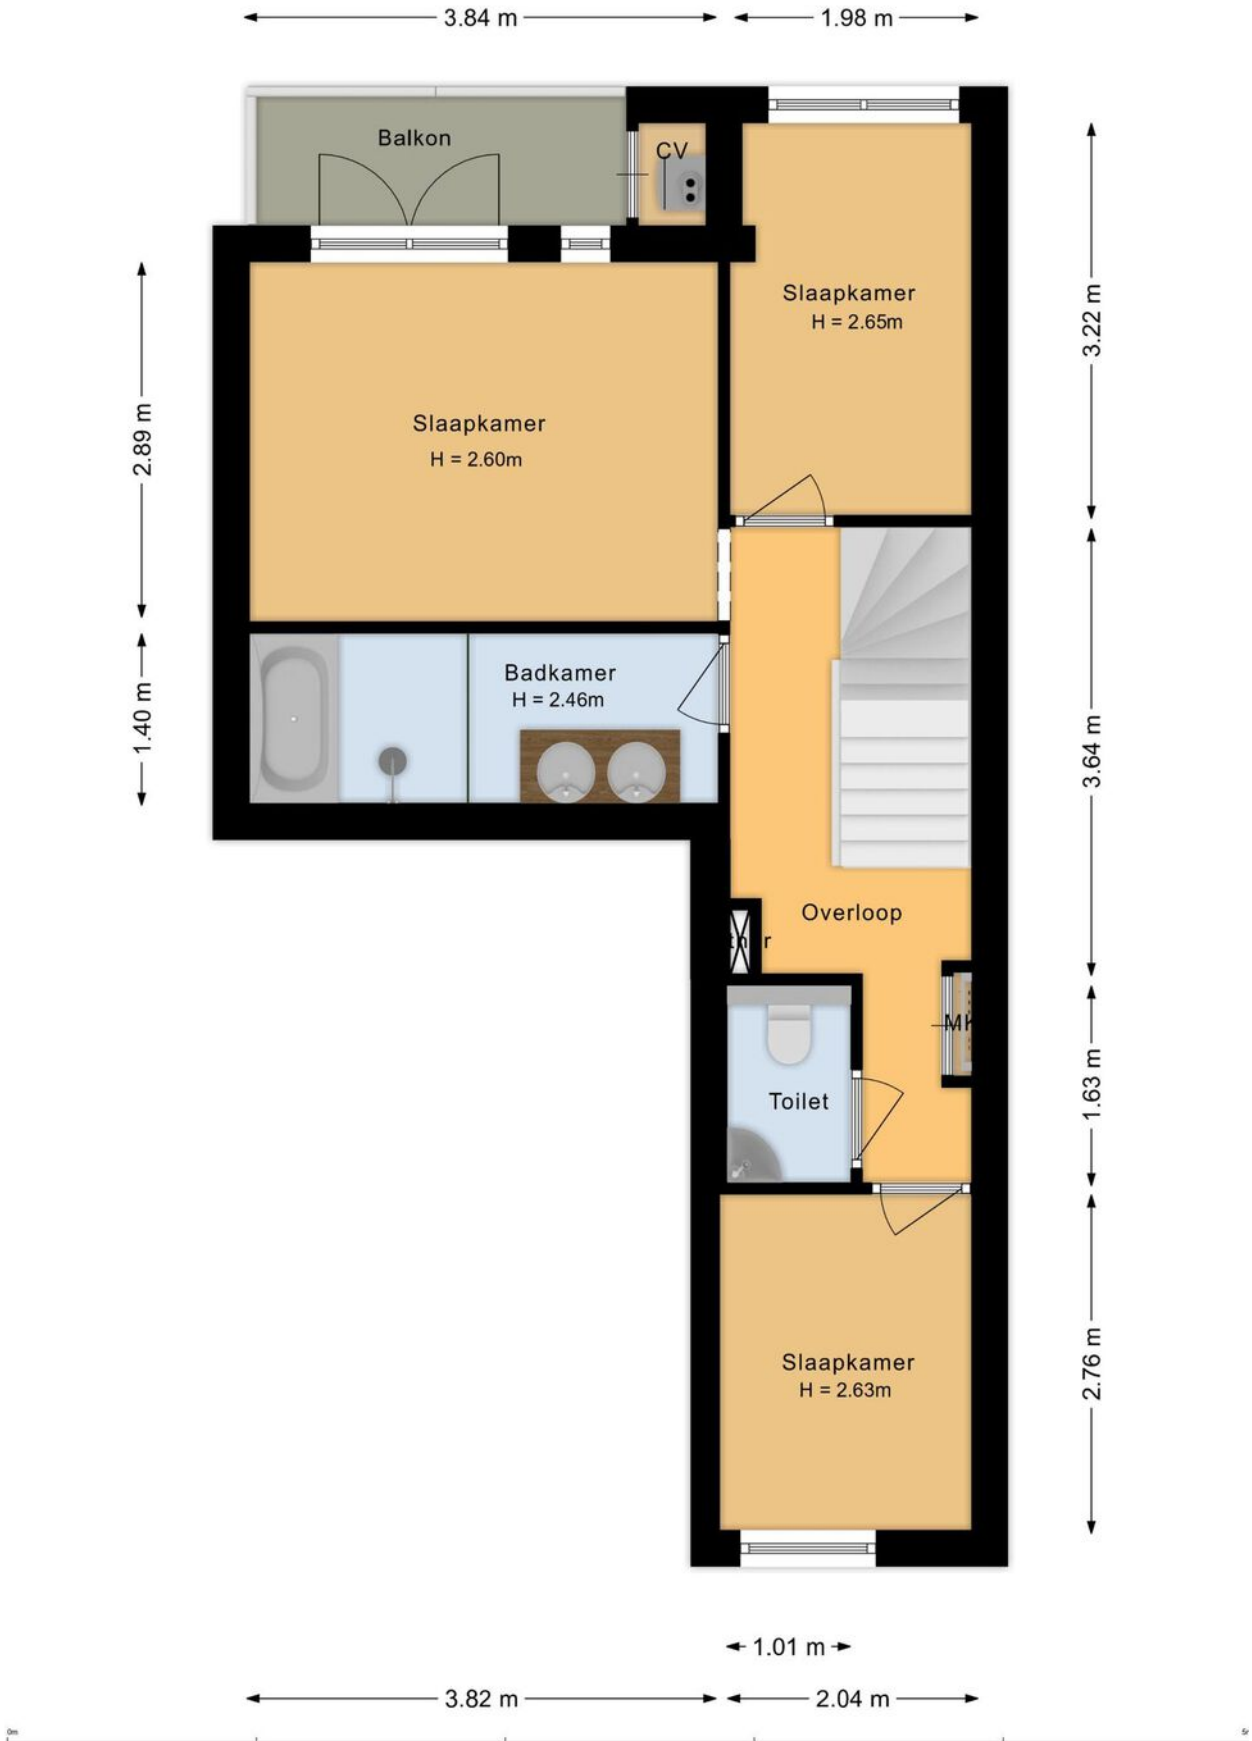 3.84 m
1.98 m
Balkon
CV
Slaapkamer
H = 2.65m
3.22 m
2.89 m
Slaapkamer
H = 2.60m
Badkamer
H = 2.46m
1.40 m
3.64 m
Overloop
MK
1.63 m
Toilet
Slaapkamer
H = 2.63m
2.76 m
1.01 m
3.82 m
2.04 m
0m